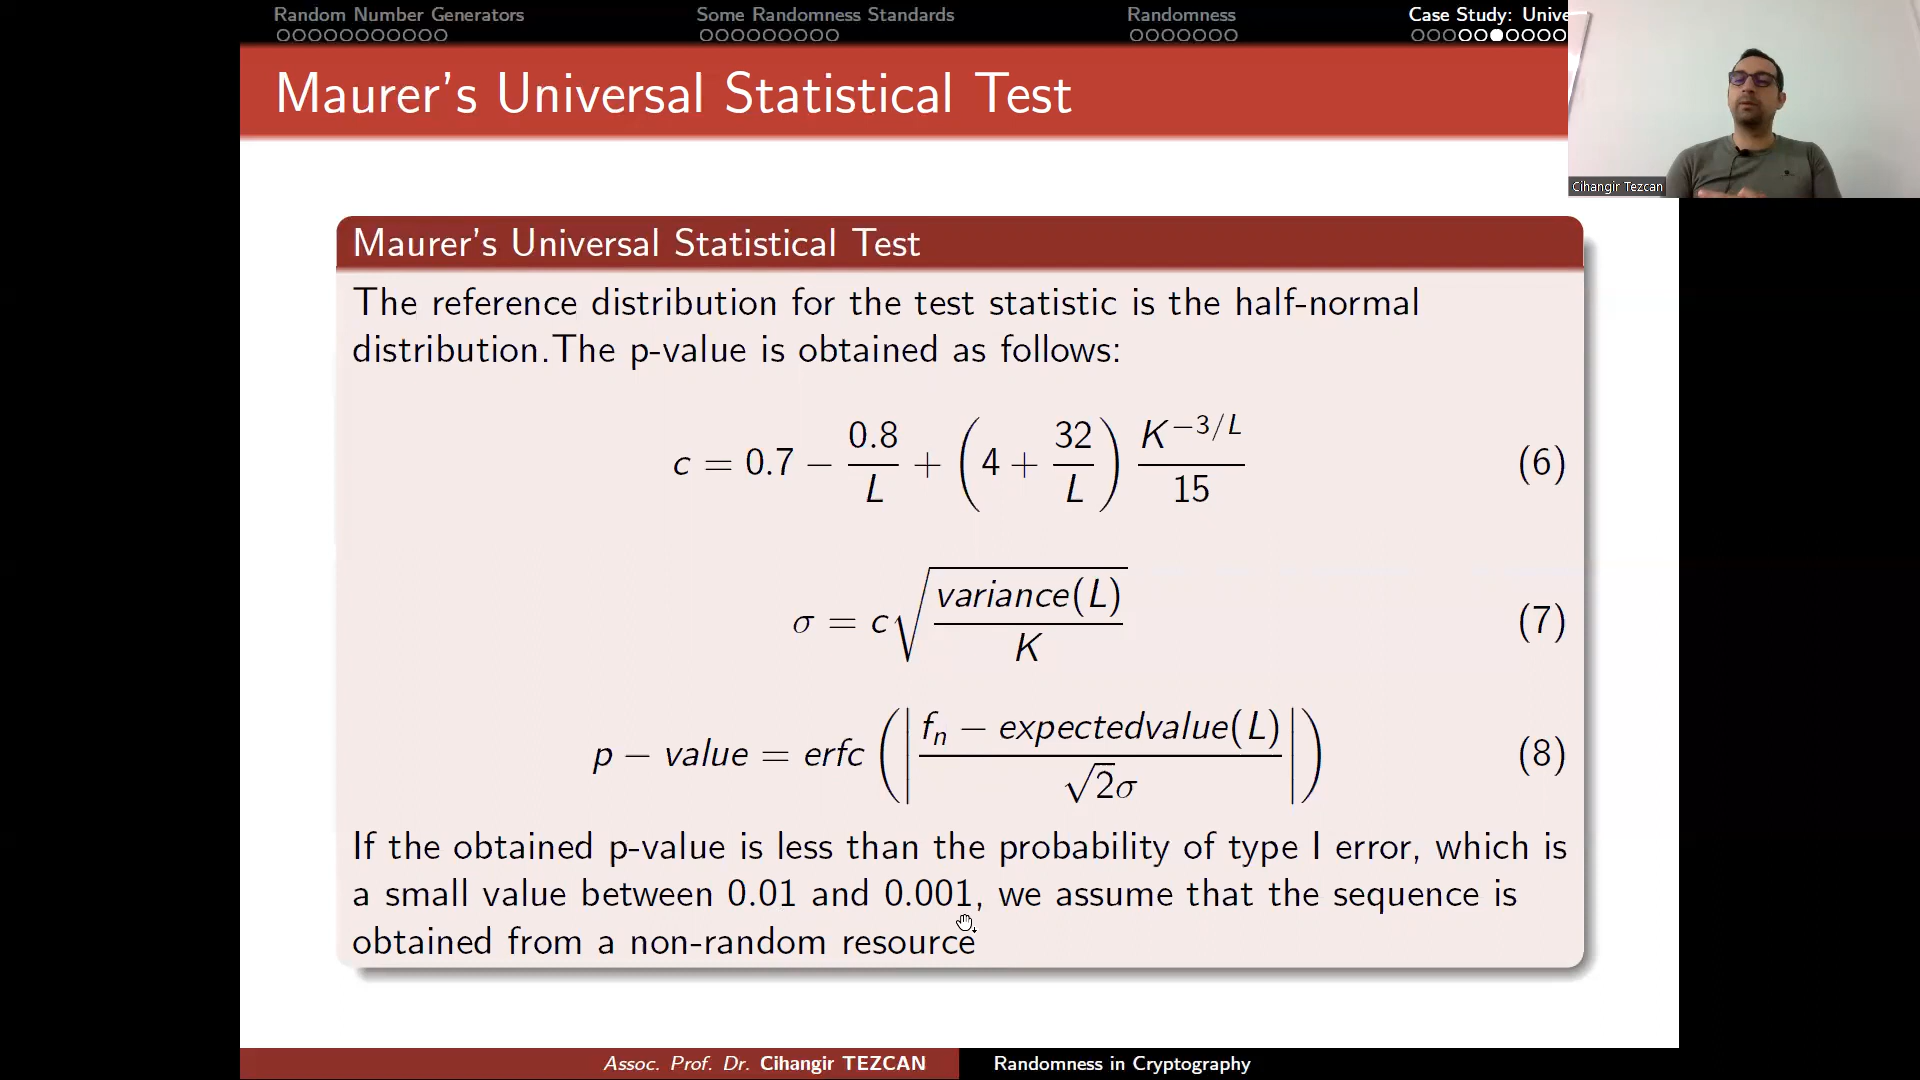 Random Number Generators
Some Randomness Standards
Randomness
Case Study: Unive
Maurer's Universal Statistical Test
Cihangir Tezcan
Maurer's Universal Statistical Test
The reference distribution for the test statistic is the half-normal
distribution.The p-value is obtained as follows:
c = 0.7 − 0.8/L + (4 + 32/L) K^{−3/L}/15 (6)
σ = c√(variance(L)/K) (7)
p − value = erfc(|(f_n − expectedvalue(L))/(√2σ)|) (8)
If the obtained p-value is less than the probability of type I error, which is
a small value between 0.01 and 0.001, we assume that the sequence is
obtained from a non-random resource
Assoc. Prof. Dr. Cihangir TEZCAN
Randomness in Cryptography